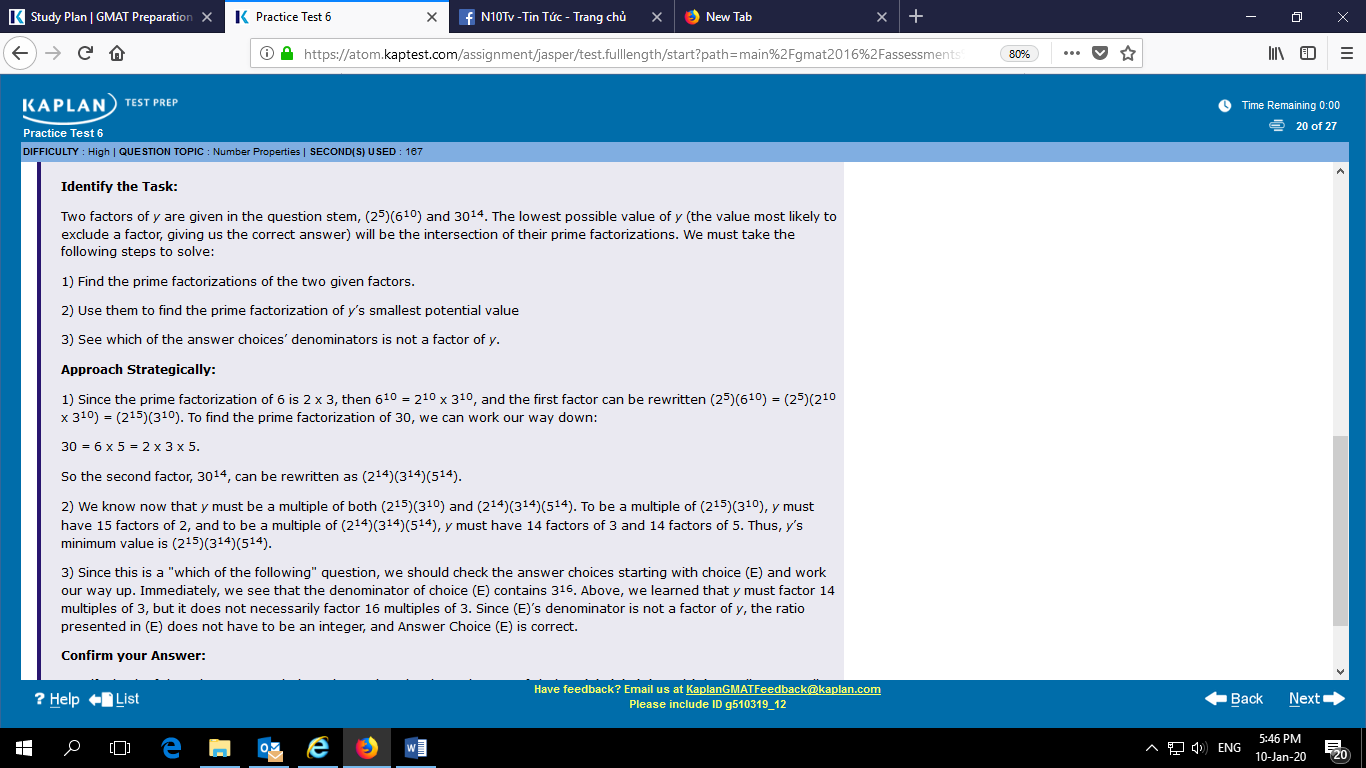 Study Plan | GMAT Preparation
Practice Test 6
N10Tv -Tin Tức - Trang chủ
New Tab
https://atom.kaptest.com/assignment/jasper/test.fulllength/start?path=main%2Fgmat2016%2Fassessments
80%
KAPLAN TEST PREP
Time Remaining 0:00
Practice Test 6
20 of 27
DIFFICULTY : High | QUESTION TOPIC : Number Properties | SECOND(S) USED : 167
Identify the Task:
Two factors of y are given in the question stem, (2⁵)(6¹⁰) and 30¹⁴. The lowest possible value of y (the value most likely to
exclude a factor, giving us the correct answer) will be the intersection of their prime factorizations. We must take the
following steps to solve:
1) Find the prime factorizations of the two given factors.
2) Use them to find the prime factorization of y’s smallest potential value
3) See which of the answer choices’ denominators is not a factor of y.
Approach Strategically:
1) Since the prime factorization of 6 is 2 x 3, then 6¹⁰ = 2¹⁰ x 3¹⁰, and the first factor can be rewritten (2⁵)(6¹⁰) = (2⁵)(2¹⁰
x 3¹⁰) = (2¹⁵)(3¹⁰). To find the prime factorization of 30, we can work our way down:
30 = 6 x 5 = 2 x 3 x 5.
So the second factor, 30¹⁴, can be rewritten as (2¹⁴)(3¹⁴)(5¹⁴).
2) We know now that y must be a multiple of both (2¹⁵)(3¹⁰) and (2¹⁴)(3¹⁴)(5¹⁴). To be a multiple of (2¹⁵)(3¹⁰), y must
have 15 factors of 2, and to be a multiple of (2¹⁴)(3¹⁴)(5¹⁴), y must have 14 factors of 3 and 14 factors of 5. Thus, y’s
minimum value is (2¹⁵)(3¹⁴)(5¹⁴).
3) Since this is a "which of the following" question, we should check the answer choices starting with choice (E) and work
our way up. Immediately, we see that the denominator of choice (E) contains 3¹⁶. Above, we learned that y must factor 14
multiples of 3, but it does not necessarily factor 16 multiples of 3. Since (E)’s denominator is not a factor of y, the ratio
presented in (E) does not have to be an integer, and Answer Choice (E) is correct.
Confirm your Answer:
? Help
List
Have feedback? Email us at KaplanGMATFeedback@kaplan.com
Please include ID g510319_12
Back
Next
ENG
5:46 PM
10-Jan-20
20